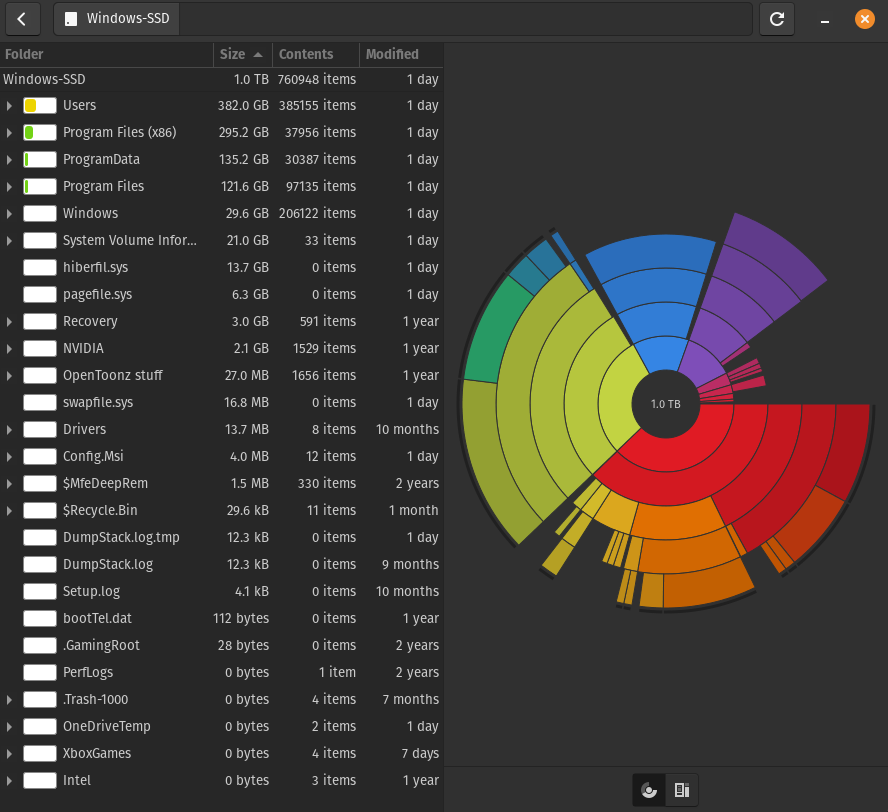 Windows-SSD
Folder Size Contents Modified
Windows-SSD 1.0 TB 760948 items 1 day
Users 382.0 GB 385155 items 1 day
Program Files (x86) 295.2 GB 37956 items 1 day
ProgramData 135.2 GB 30387 items 1 day
Program Files 121.6 GB 97135 items 1 day
Windows 29.6 GB 206122 items 1 day
System Volume Infor... 21.0 GB 33 items 1 day
hiberfil.sys 13.7 GB 0 items 1 day
pagefile.sys 6.3 GB 0 items 1 day
Recovery 3.0 GB 591 items 1 year
NVIDIA 2.1 GB 1529 items 1 year
OpenToonz stuff 27.0 MB 1656 items 1 year
swapfile.sys 16.8 MB 0 items 1 day
Drivers 13.7 MB 8 items 10 months
Config.Msi 4.0 MB 12 items 1 day
$MfeDeepRem 1.5 MB 330 items 2 years
$Recycle.Bin 29.6 kB 11 items 1 month
DumpStack.log.tmp 12.3 kB 0 items 1 day
DumpStack.log 12.3 kB 0 items 9 months
Setup.log 4.1 kB 0 items 10 months
bootTel.dat 112 bytes 0 items 1 year
.GamingRoot 28 bytes 0 items 2 years
PerfLogs 0 bytes 1 item 2 years
.Trash-1000 0 bytes 4 items 7 months
OneDriveTemp 0 bytes 2 items 1 day
XboxGames 0 bytes 4 items 7 days
Intel 0 bytes 3 items 1 year
1.0 TB